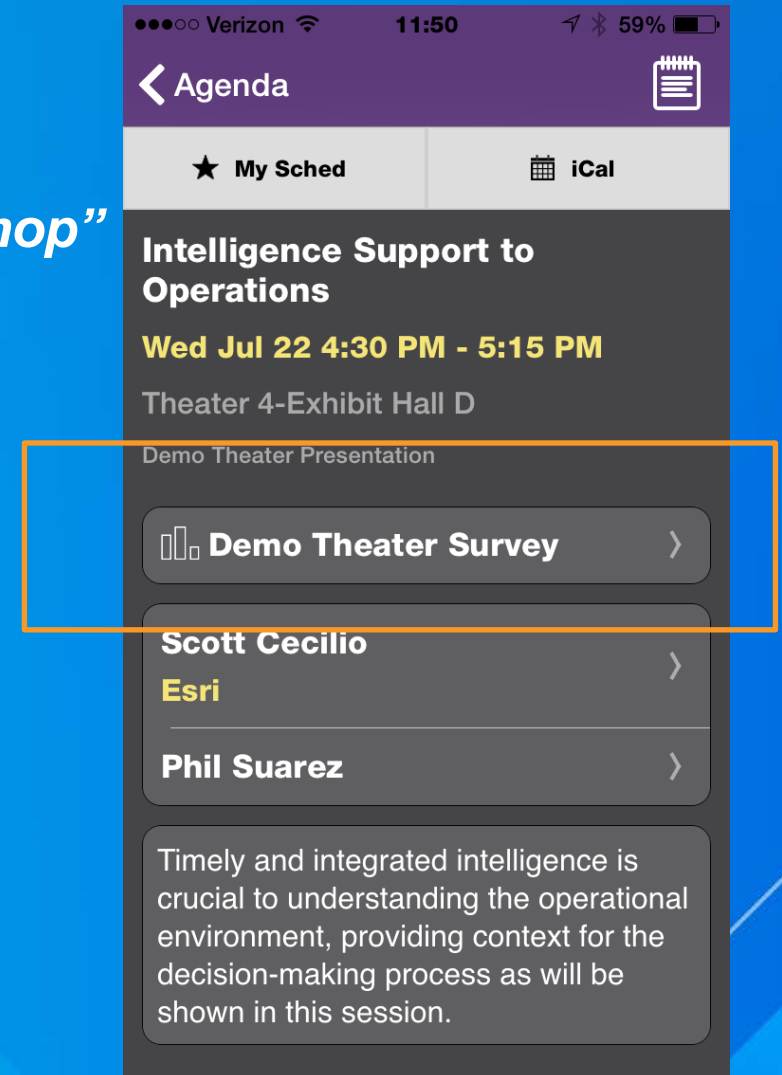 Verizon 11:50 59%
Agenda
My Sched iCal
hop”
Intelligence Support to
Operations
Wed Jul 22 4:30 PM - 5:15 PM
Theater 4-Exhibit Hall D
Demo Theater Presentation
Demo Theater Survey
Scott Cecilio
Esri
Phil Suarez
Timely and integrated intelligence is
crucial to understanding the operational
environment, providing context for the
decision-making process as will be
shown in this session.